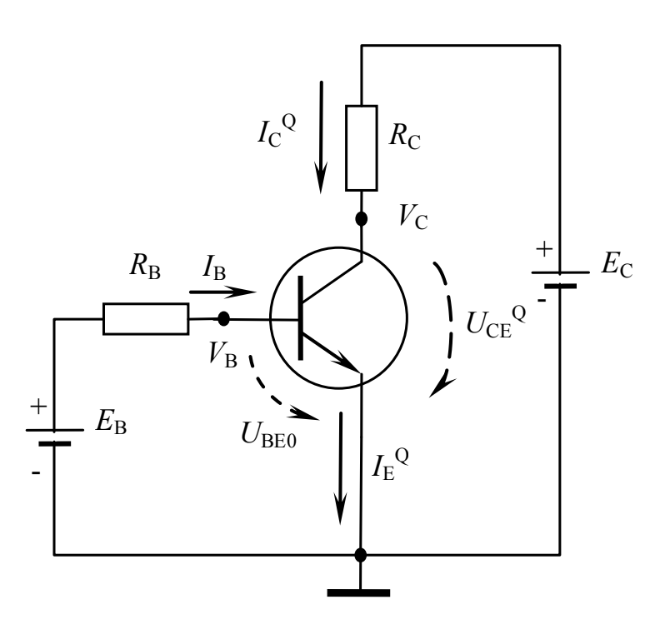 I_C^Q
R_C
V_C
R_B
I_B
+
E_C
-
U_CE^Q
V_B
+
E_B
-
U_BE0
I_E^Q